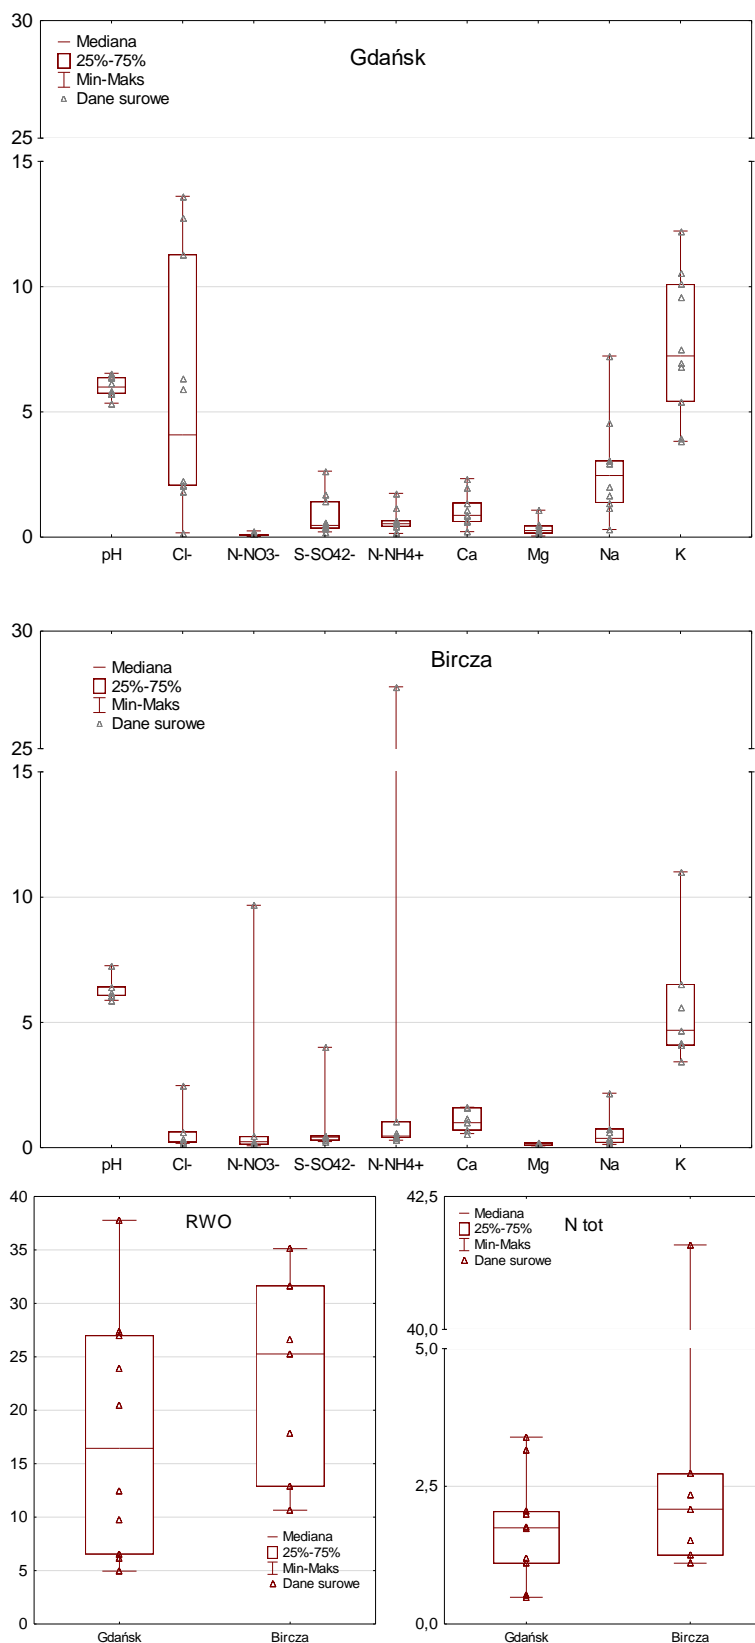 30
Mediana
25%-75%
Min-Maks
Dane surowe
Gdańsk
25
15
10
5
0
pH Cl- N-NO3- S-SO42- N-NH4+ Ca Mg Na K
30
Mediana
25%-75%
Min-Maks
Dane surowe
Bircza
25
15
10
5
0
pH Cl- N-NO3- S-SO42- N-NH4+ Ca Mg Na K
40
RWO
35
30
25
20
15
10
5
0
Mediana
25%-75%
Min-Maks
Dane surowe
Gdańsk Bircza
42,5
Mediana
25%-75%
Min-Maks
Dane surowe
N tot
40,0
5,0
2,5
0,0
Gdańsk Bircza